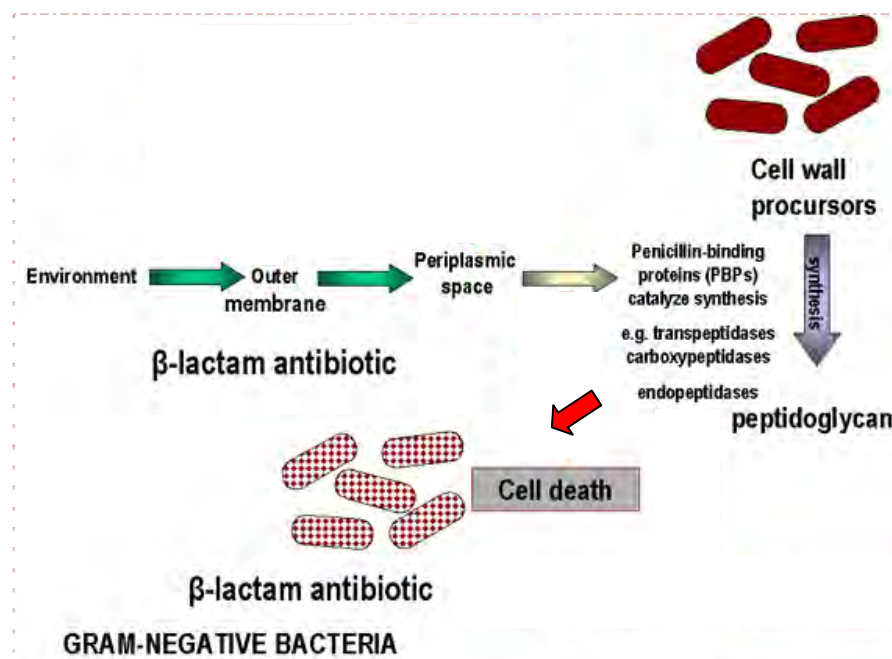 Cell wall
procursors
Environment
Outer
membrane
Periplasmic
space
Penicillin-binding
proteins (PBPs)
catalyze synthesis
e.g. transpeptidases
carboxypeptidases
endopeptidases
synthesis
peptidoglycan
β-lactam antibiotic
Cell death
β-lactam antibiotic
GRAM-NEGATIVE BACTERIA